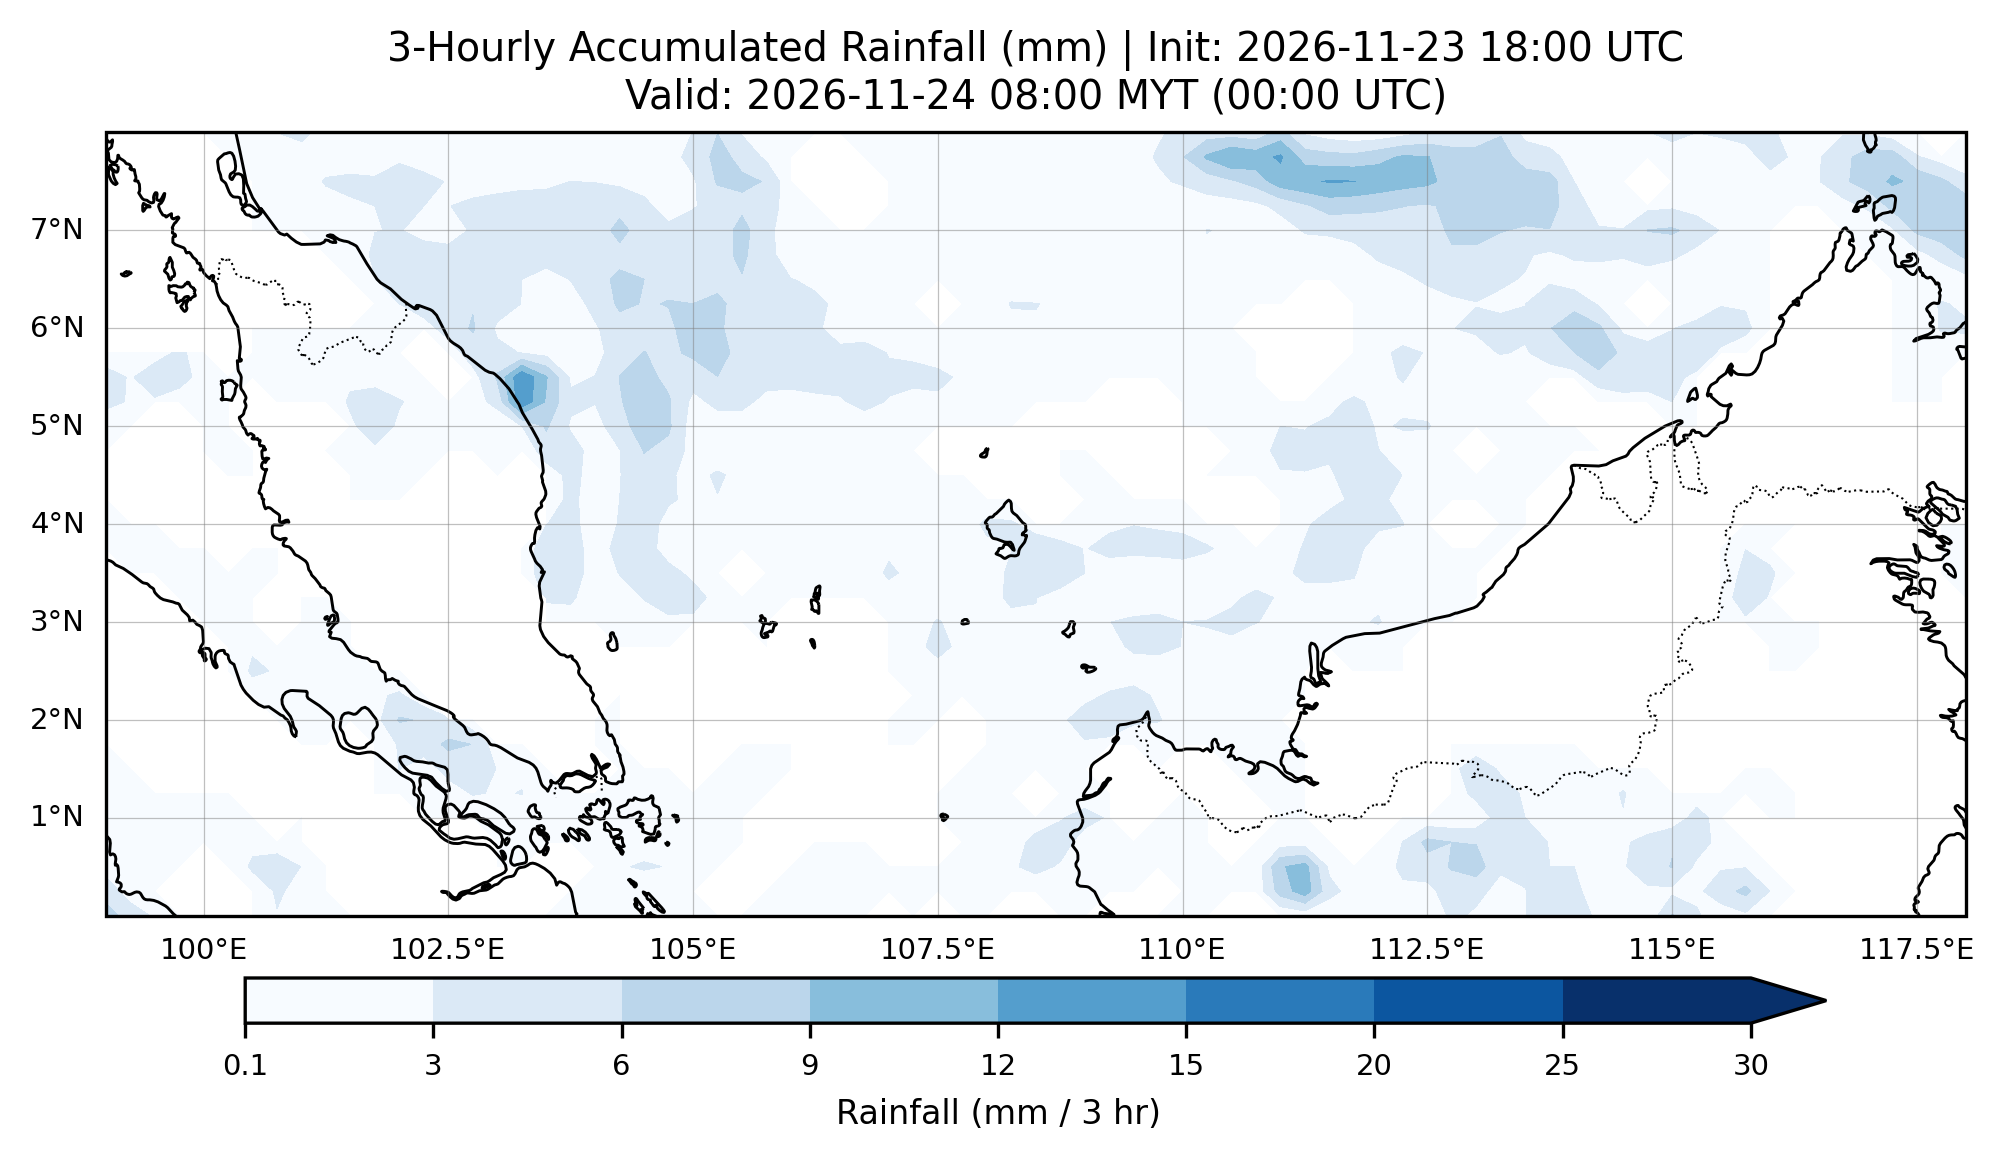 3-Hourly Accumulated Rainfall (mm) | Init: 2026-11-23 18:00 UTC
Valid: 2026-11-24 08:00 MYT (00:00 UTC)
7°N
6°N
5°N
4°N
3°N
2°N
1°N
100°E 102.5°E 105°E 107.5°E 110°E 112.5°E 115°E 117.5°E
0.1 3 6 9 12 15 20 25 30
Rainfall (mm / 3 hr)